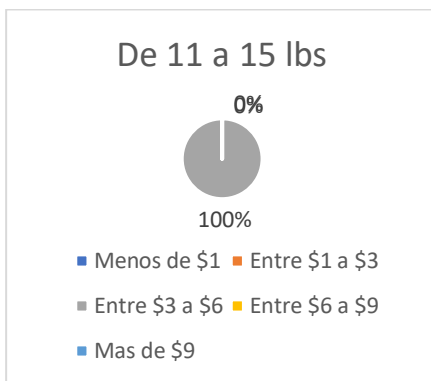 De 11 a 15 lbs
0%
100%
Menos de $1 Entre $1 a $3
Entre $3 a $6 Entre $6 a $9
Mas de $9